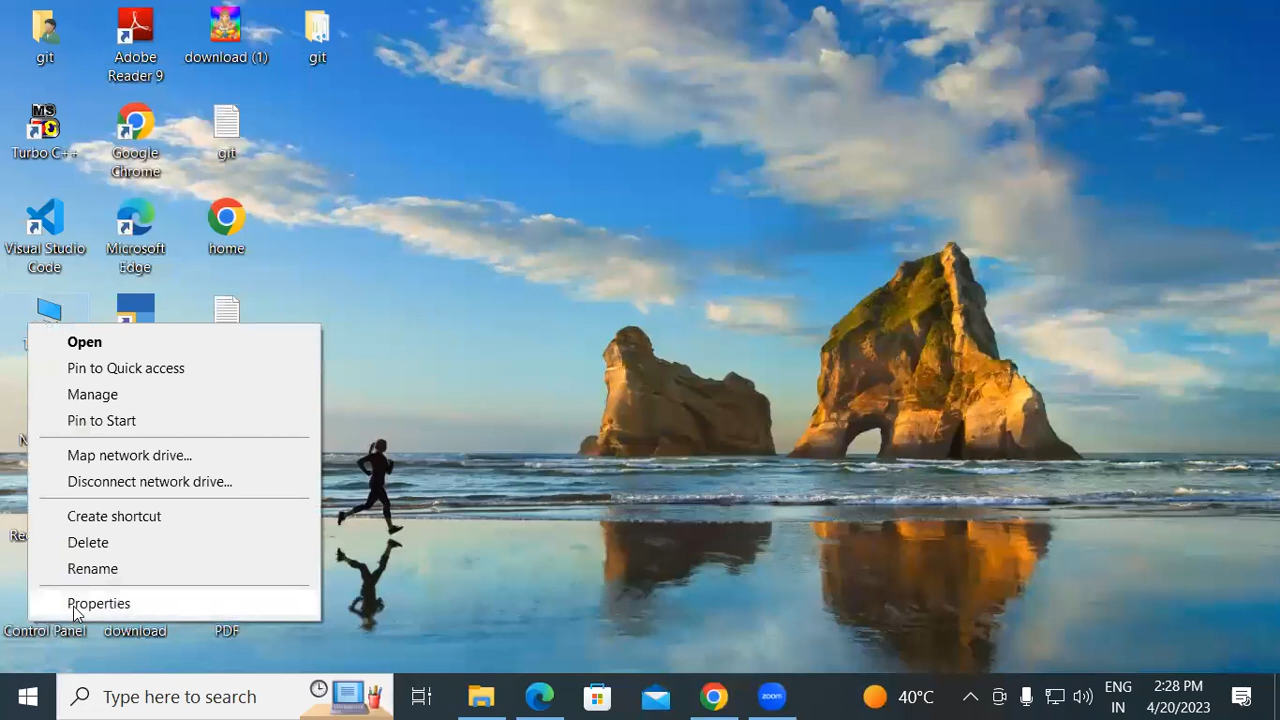 git
Adobe
Reader 9
download (1)
git
MS
Turbo C++
Google
Chrome
git
Visual Studio
Code
Microsoft
Edge
home
Open
Pin to Quick access
Manage
Pin to Start
Map network drive...
Disconnect network drive...
Create shortcut
Delete
Rename
Properties
Control Panel
download
PDF
Type here to search
zoom
40°C
ENG
IN
2:28 PM
4/20/2023